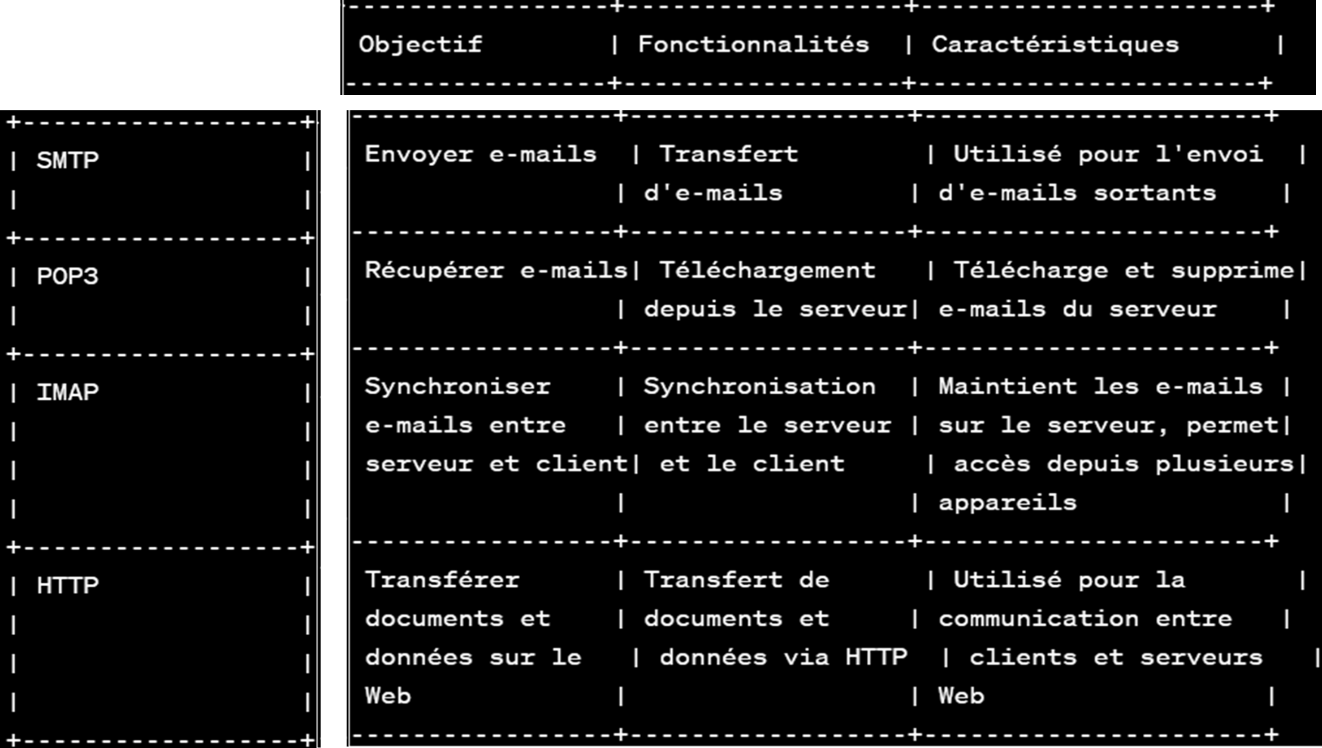 Objectif | Fonctionnalités | Caractéristiques |
| SMTP | Envoyer e-mails | Transfert | Utilisé pour l'envoi |
| | | d'e-mails | d'e-mails sortants |
| POP3 | Récupérer e-mails| Téléchargement | Télécharge et supprime|
| | | depuis le serveur| e-mails du serveur |
| IMAP | Synchroniser | Synchronisation | Maintient les e-mails |
| | e-mails entre | entre le serveur | sur le serveur, permet|
| | serveur et client| et le client | accès depuis plusieurs|
| | | | appareils |
| HTTP | Transférer | Transfert de | Utilisé pour la |
| | documents et | documents et | communication entre |
| | données sur le | données via HTTP | clients et serveurs |
| | Web | | Web |